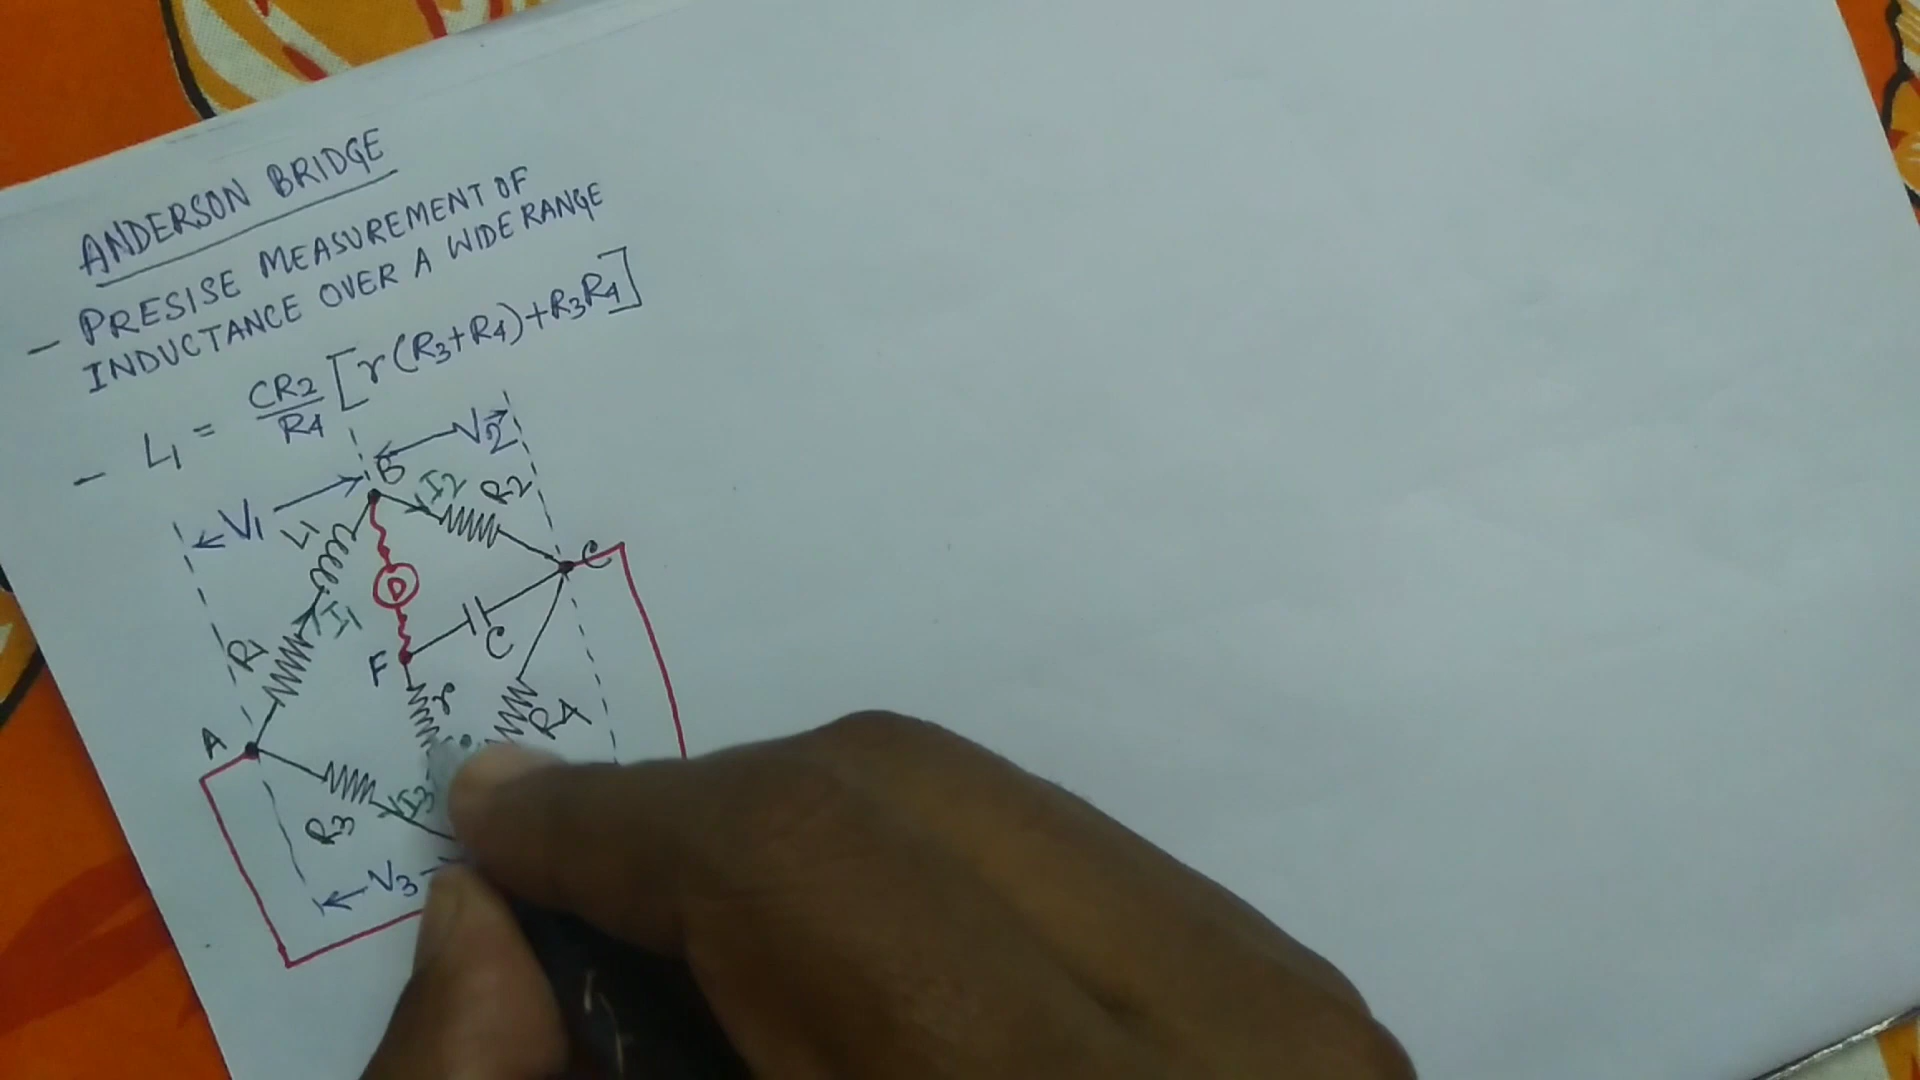 ANDERSON BRIDGE
- PRESISE MEASUREMENT OF
INDUCTANCE OVER A WIDE RANGE
- L1 = CR2/R4 [r(R3+R4)+R3R4]
V2
B
I2
R2
V1
L1
C
D
I1
C
R1
F
r
R4
A
I3
R3
V3